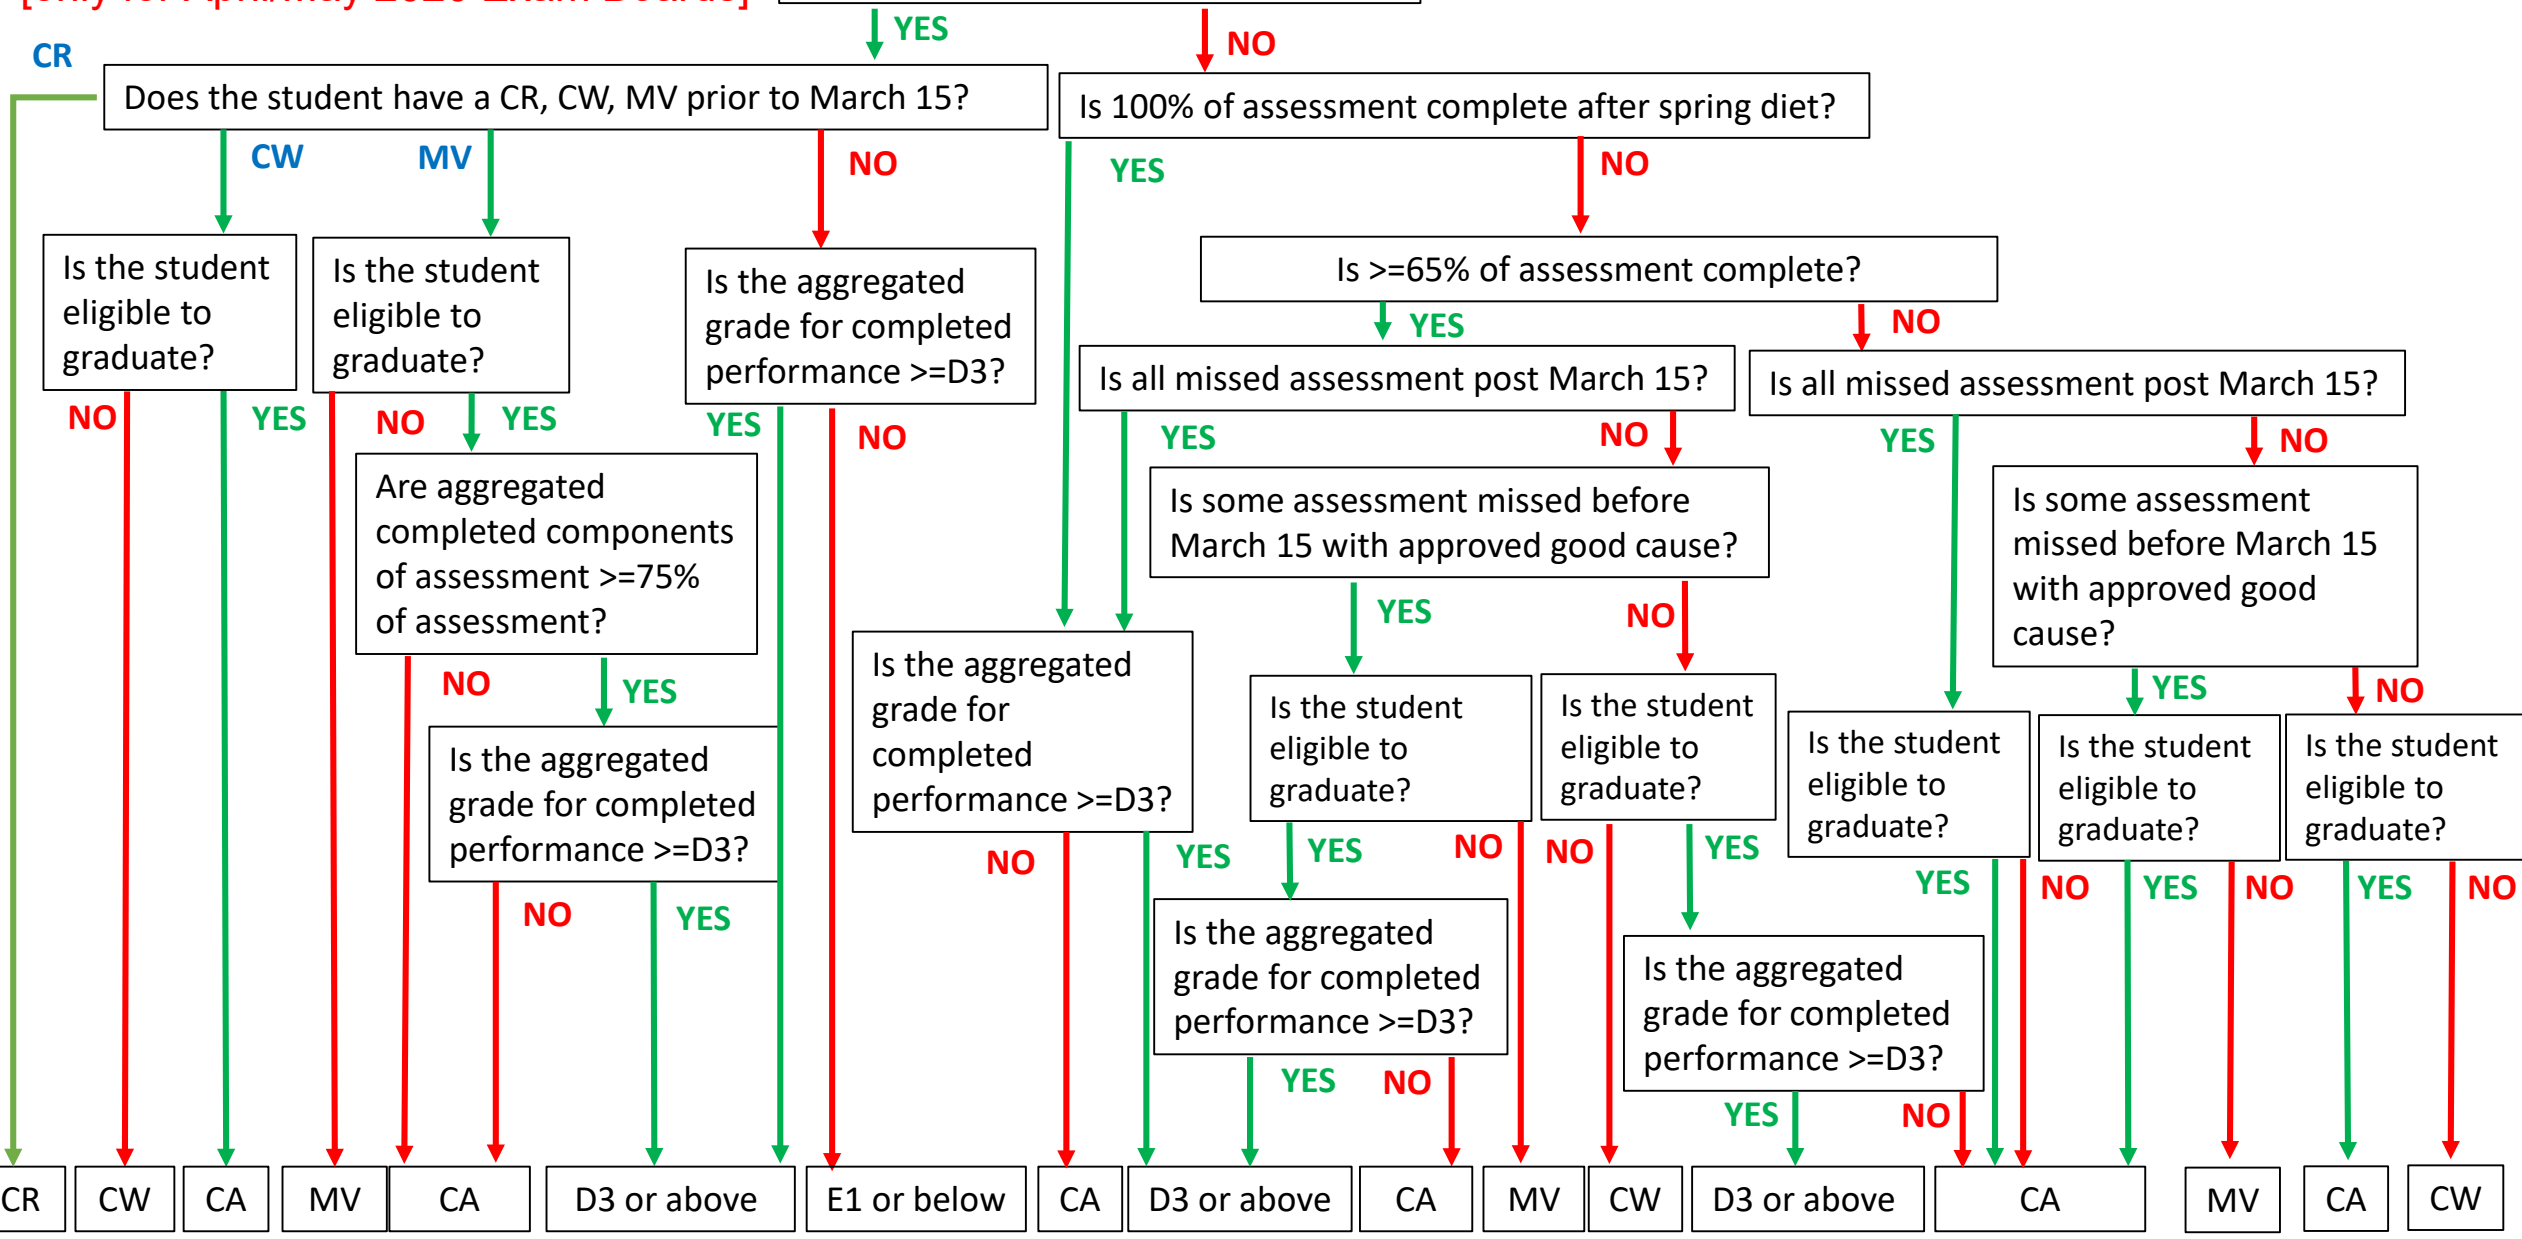 YES
NO
CR
Does the student have a CR, CW, MV prior to March 15?
Is 100% of assessment complete after spring diet?
CW
MV
NO
YES
NO
Is the student
eligible to
graduate?
Is the student
eligible to
graduate?
Is the aggregated
grade for completed
performance >=D3?
Is >=65% of assessment complete?
YES
NO
Is all missed assessment post March 15?
Is all missed assessment post March 15?
NO
YES
NO
YES
YES
NO
YES
NO
YES
NO
Are aggregated
completed components
of assessment >=75%
of assessment?
Is some assessment missed before
March 15 with approved good cause?
Is some assessment
missed before March 15
with approved good
cause?
NO
YES
YES
NO
YES
NO
Is the aggregated
grade for completed
performance >=D3?
Is the aggregated
grade for
completed
performance >=D3?
Is the student
eligible to
graduate?
Is the student
eligible to
graduate?
Is the student
eligible to
graduate?
Is the student
eligible to
graduate?
Is the student
eligible to
graduate?
NO
YES
NO
YES
YES
NO
NO
YES
YES
NO
YES
NO
YES
NO
Is the aggregated
grade for completed
performance >=D3?
Is the aggregated
grade for completed
performance >=D3?
YES
NO
YES
NO
CR
CW
CA
MV
CA
D3 or above
E1 or below
CA
D3 or above
CA
MV
CW
D3 or above
CA
MV
CA
CW